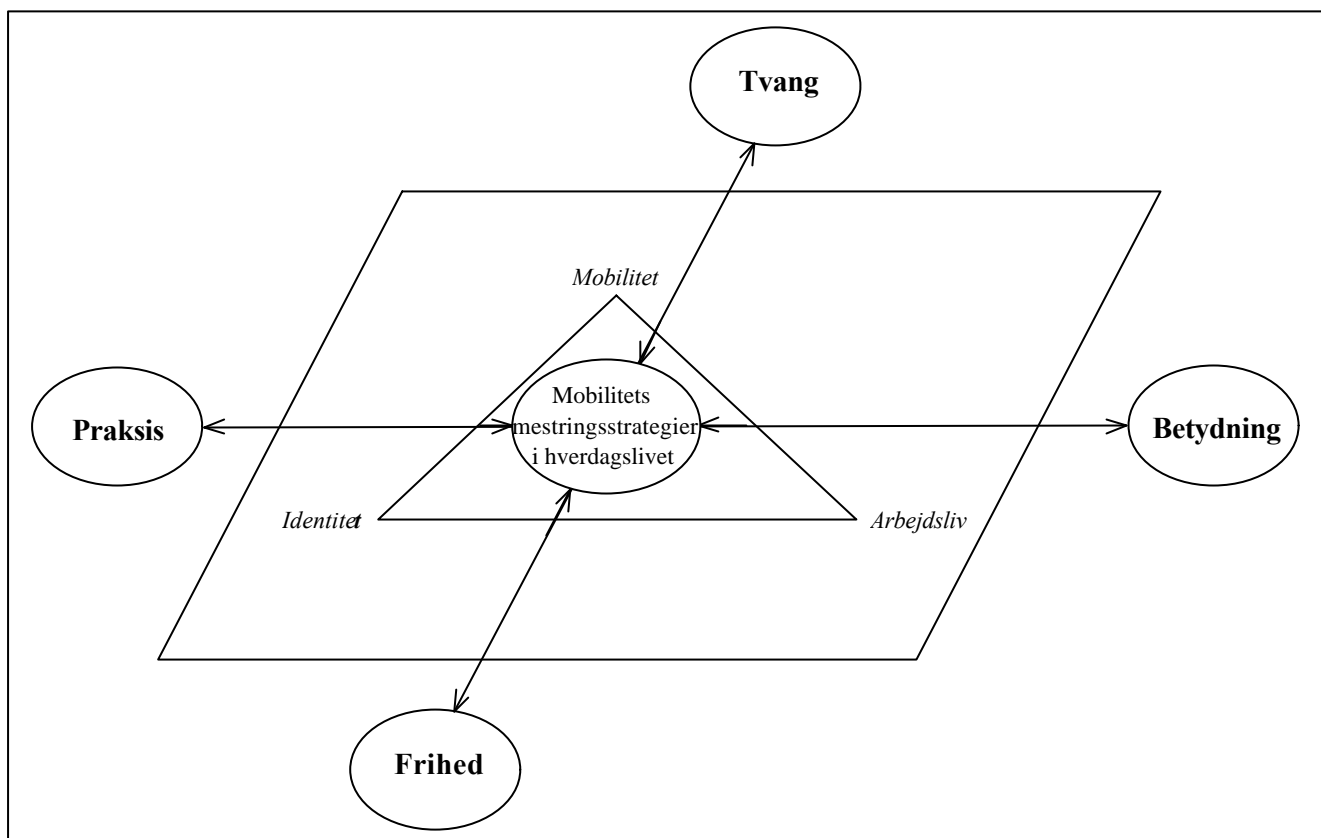 Tvang
Mobilitet
Mobilitets
mestringsstrategier
i hverdagslivet
Praksis
Betydning
Identitet
Arbejdsliv
Frihed